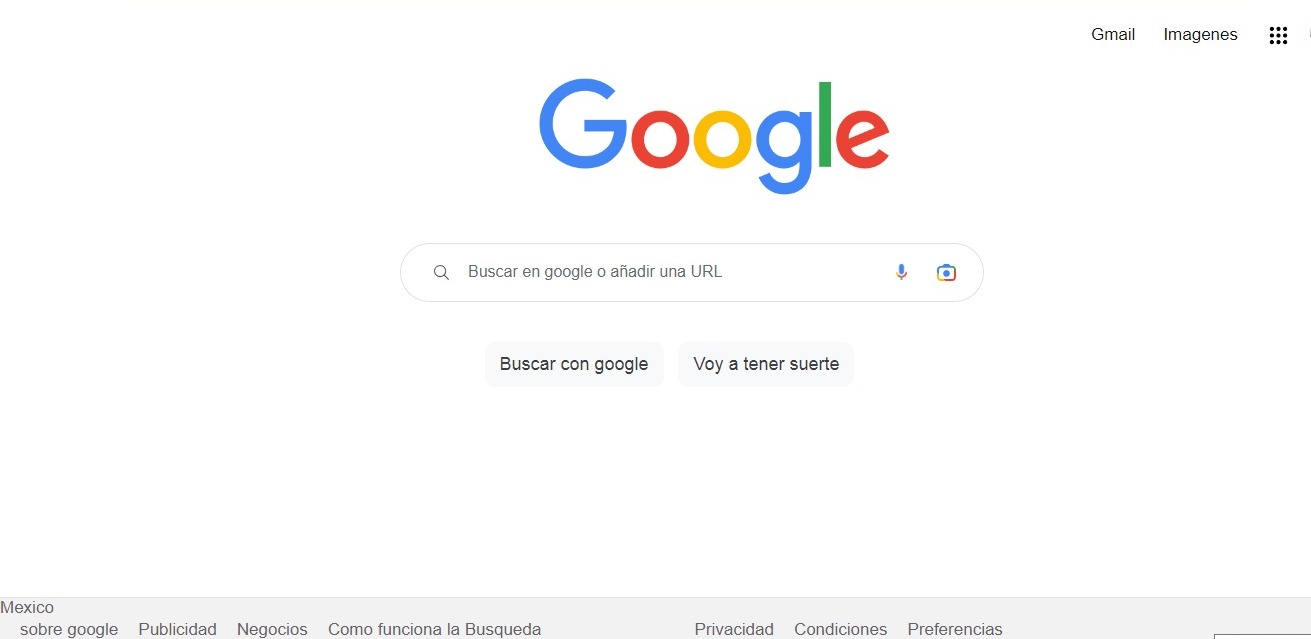 Gmail Imagenes
Google
Buscar en google o añadir una URL
Buscar con google Voy a tener suerte
Mexico
sobre google Publicidad Negocios Como funciona la Busqueda Privacidad Condiciones Preferencias